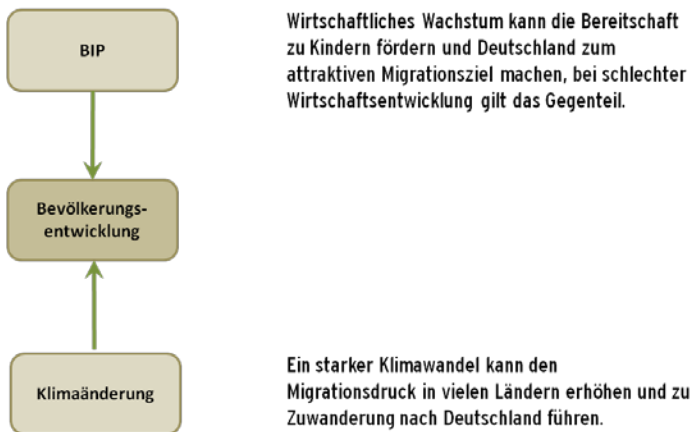 BIP
Wirtschaftliches Wachstum kann die Bereitschaft
zu Kindern fördern und Deutschland zum
attraktiven Migrationsziel machen, bei schlechter
Wirtschaftsentwicklung gilt das Gegenteil.
Bevölkerungs-
entwicklung
Klimaänderung
Ein starker Klimawandel kann den
Migrationsdruck in vielen Ländern erhöhen und zu
Zuwanderung nach Deutschland führen.